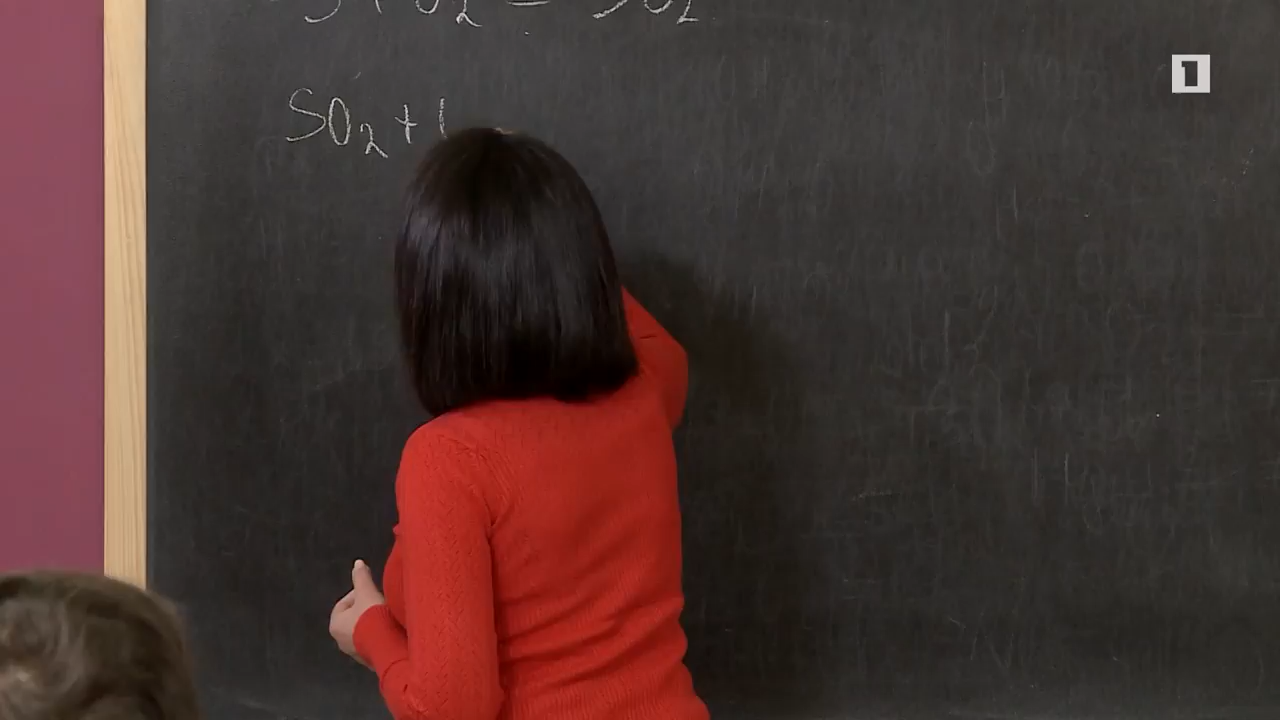 S + O₂ = SO₂
SO₂ +
1